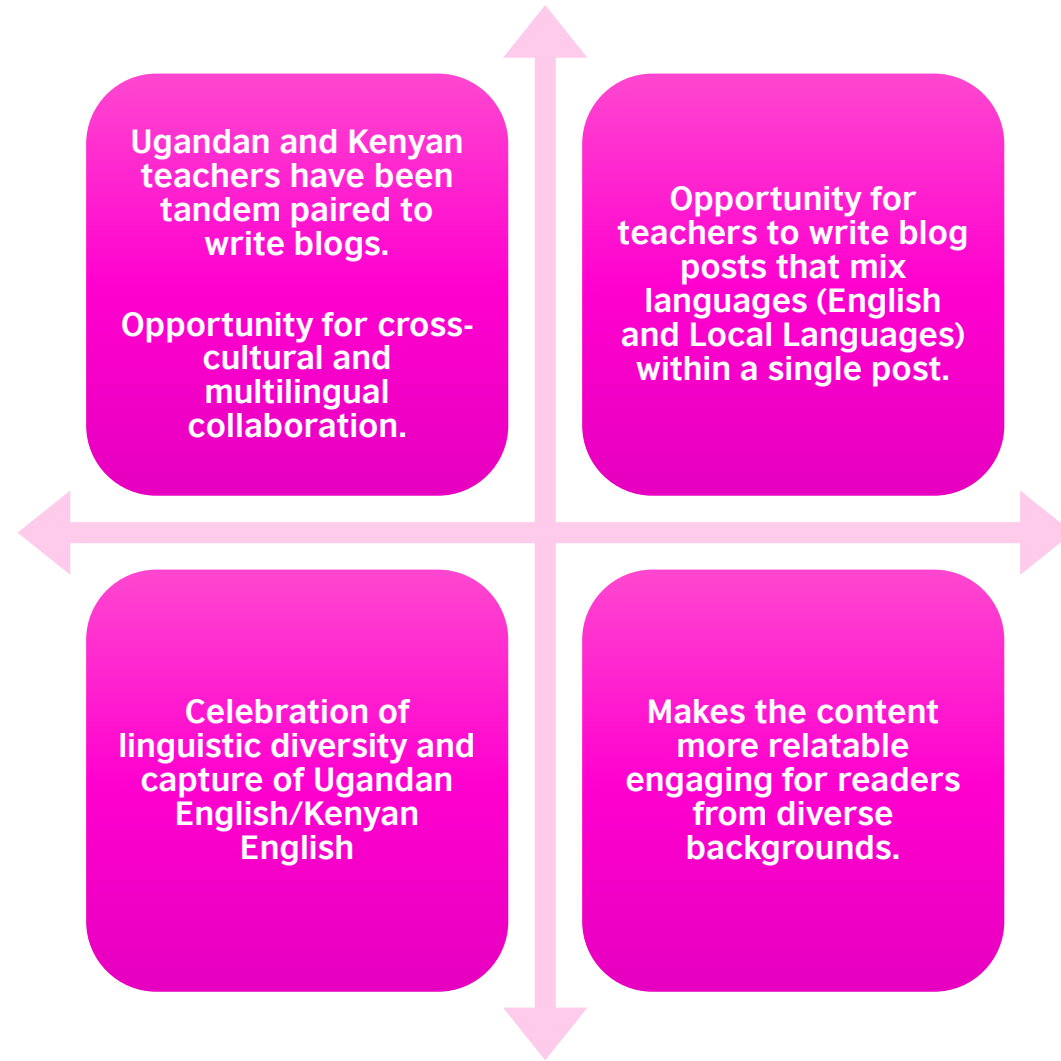 Ugandan and Kenyan
teachers have been
tandem paired to
write blogs.
Opportunity for cross-
cultural and
multilingual
collaboration.
Opportunity for
teachers to write blog
posts that mix
languages (English
and Local Languages)
within a single post.
Celebration of
linguistic diversity and
capture of Ugandan
English/Kenyan
English
Makes the content
more relatable
engaging for readers
from diverse
backgrounds.